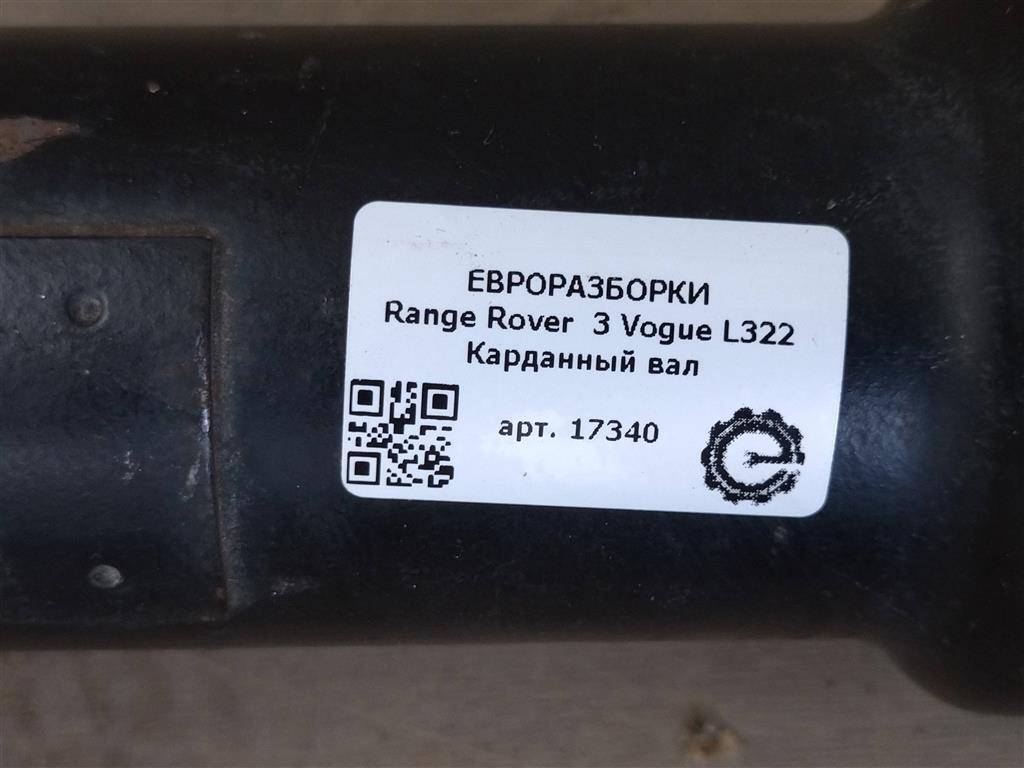 ЕВРОРАЗБОРКИ
Range Rover 3 Vogue L322
Карданный вал
арт. 17340